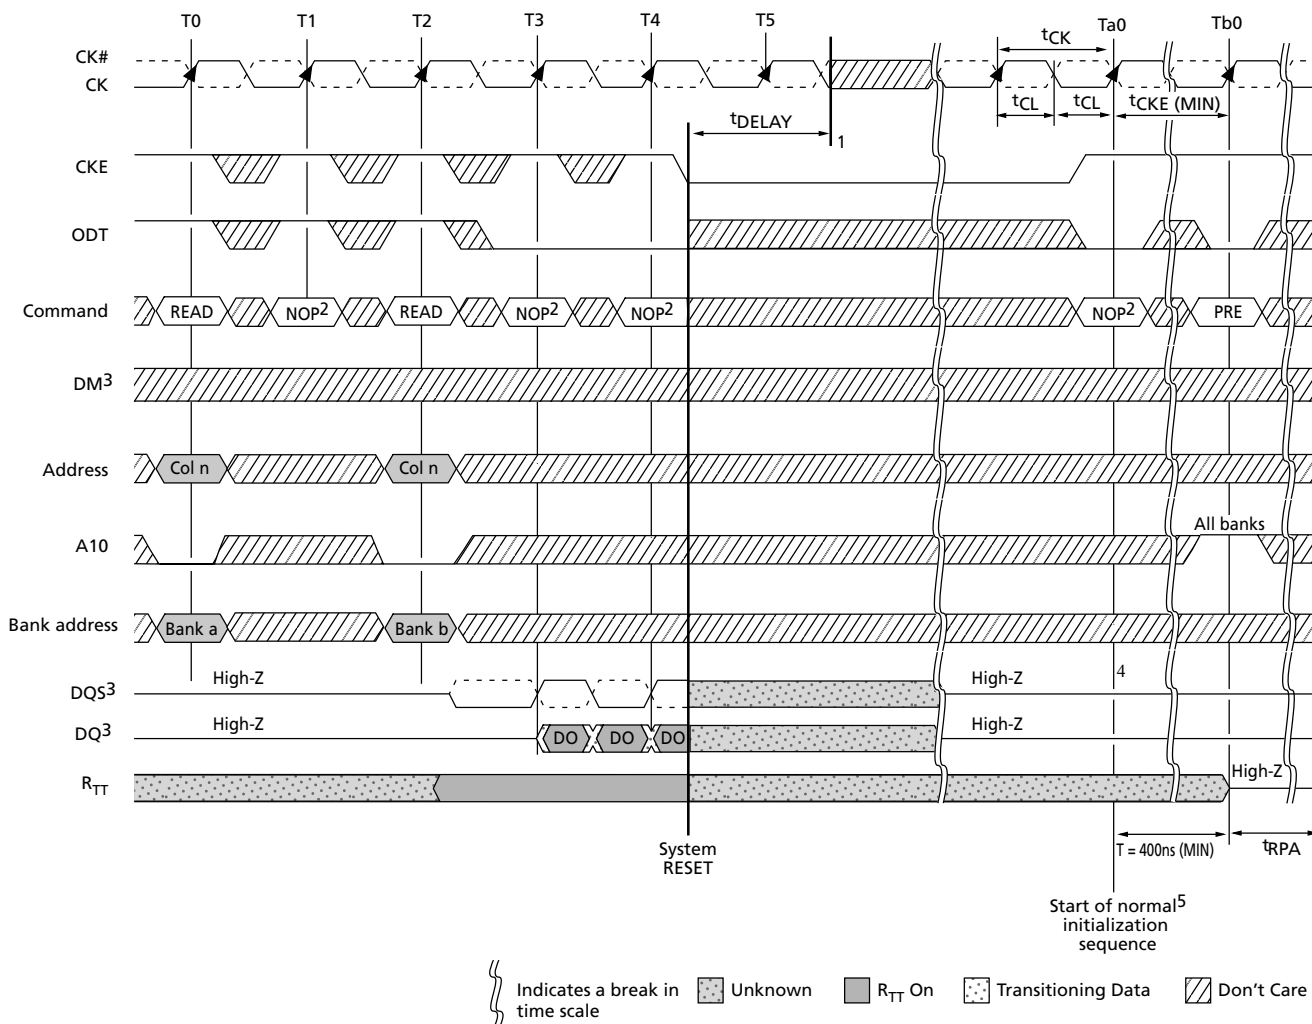 T0 T1 T2 T3 T4 T5 Ta0 Tb0
tCK
CK#
CK
tCL tCL tCKE (MIN)
tDELAY
1
CKE
ODT
Command READ NOP2 READ NOP2 NOP2 NOP2 PRE
DM3
Address Col n Col n
All banks
A10
Bank address Bank a Bank b
High-Z High-Z 4
DQS3
High-Z High-Z
DQ3 DO DO DO
High-Z
RTT
System
RESET
T = 400ns (MIN) tRPA
Start of normal5
initialization
sequence
Indicates a break in
time scale
Unknown
RTT On
Transitioning Data
Don't Care